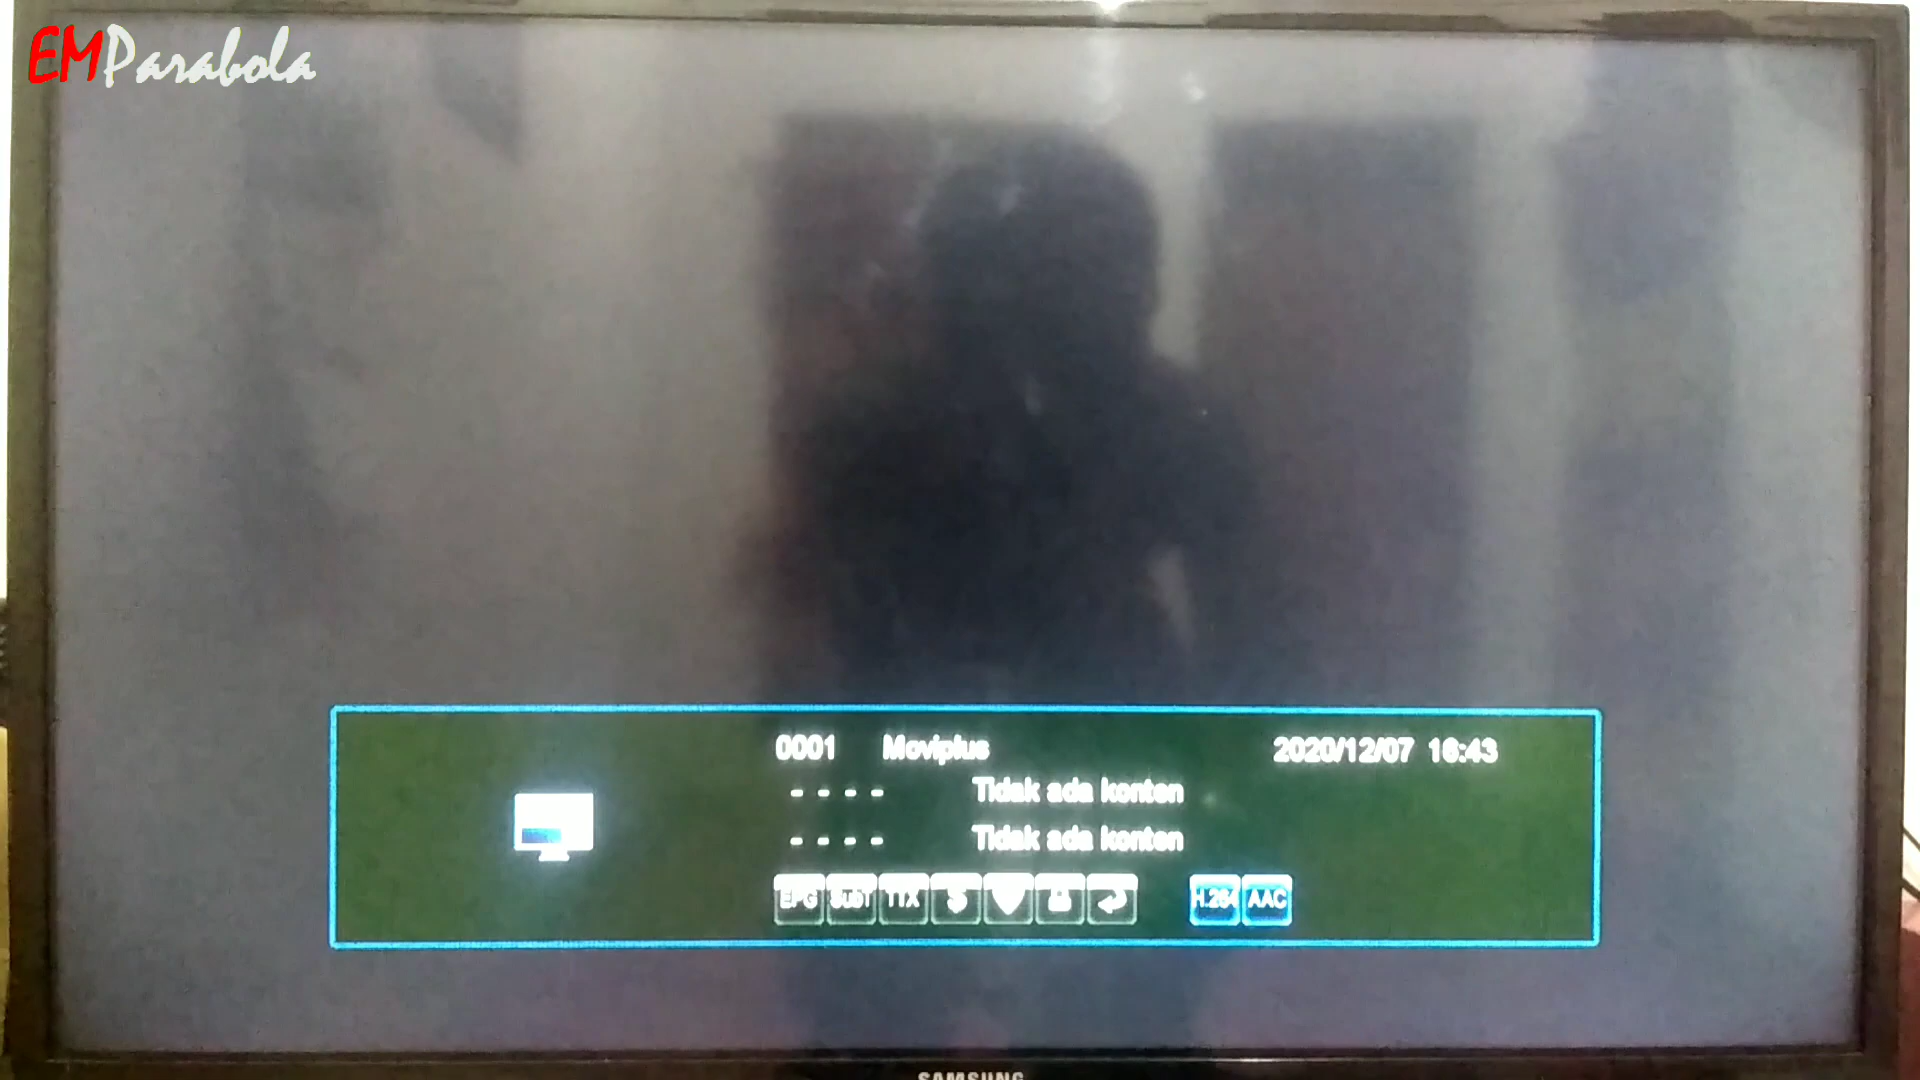 EMParabola
0001 Moviplus 2020/12/07 16:43
- - - - Tidak ada konten
- - - - Tidak ada konten
EPG SubT TTX $ H.264 AAC
SAMSUNG